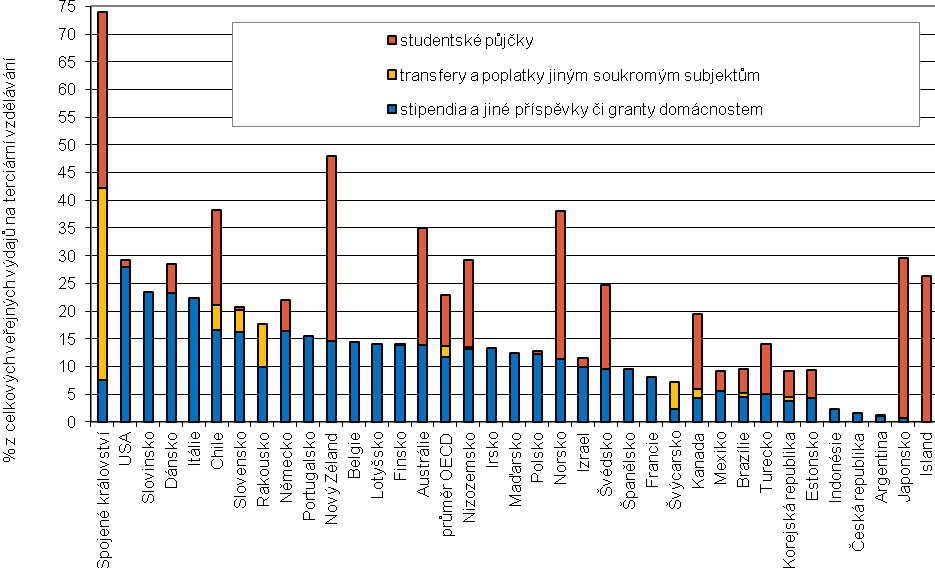 % z celkových veřejných výdajů na terciární vzdělávání
75
70
65
60
55
50
45
40
35
30
25
20
15
10
5
0
studentské půjčky
transfery a poplatky jiným soukromým subjektům
stipendia a jiné příspěvky či granty domácnostem
Spojené království
USA
Slovinsko
Dánsko
Itálie
Chile
Slovensko
Rakousko
Německo
Portugalsko
Nový Zéland
Belgie
Lotyšsko
Finsko
Austrálie
průměr OECD
Nizozemsko
Irsko
Maďarsko
Polsko
Norsko
Izrael
Švédsko
Španělsko
Francie
Švýcarsko
Kanada
Mexiko
Brazílie
Turecko
Korejská republika
Estonsko
Indonésie
Česká republika
Argentina
Japonsko
Island